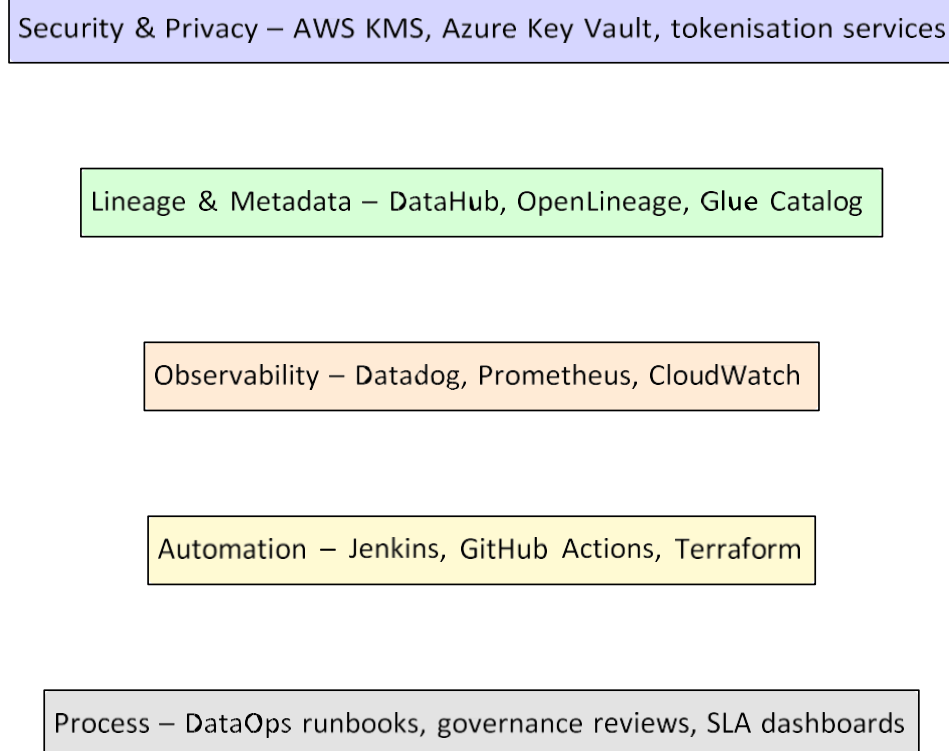 Security & Privacy – AWS KMS, Azure Key Vault, tokenisation services
Lineage & Metadata – DataHub, OpenLineage, Glue Catalog
Observability – Datadog, Prometheus, CloudWatch
Automation – Jenkins, GitHub Actions, Terraform
Process – DataOps runbooks, governance reviews, SLA dashboards